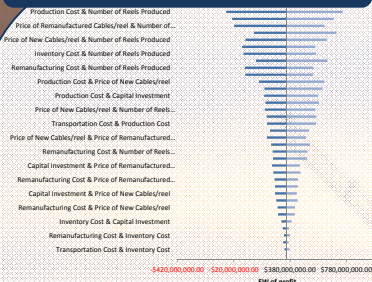 Production Cost & Number of Reels Produced
Price of Remanufactured Cables/reel & Number of...
Price of New Cables/reel & Number of Reels Produced
Inventory Cost & Number of Reels Produced
Remanufacturing Cost & Number of Reels Produced
Production Cost & Price of New Cables/reel
Production Cost & Capital Investment
Price of New Cables/reel & Number of Reels...
Transportation Cost & Production Cost
Price of New Cables/reel & Price of Remanufactured...
Remanufacturing Cost & Number of Reels...
Capital Investment & Price of Remanufactured...
Remanufacturing Cost & Price of Remanufactured...
Capital Investment & Price of New Cables/reel
Remanufacturing Cost & Price of New Cables/reel
Inventory Cost & Capital Investment
Remanufacturing Cost & Inventory Cost
Transportation Cost & Inventory Cost
-$420,000,000.00 -$20,000,000.00 $380,000,000.00 $780,000,000.00
EW of profit